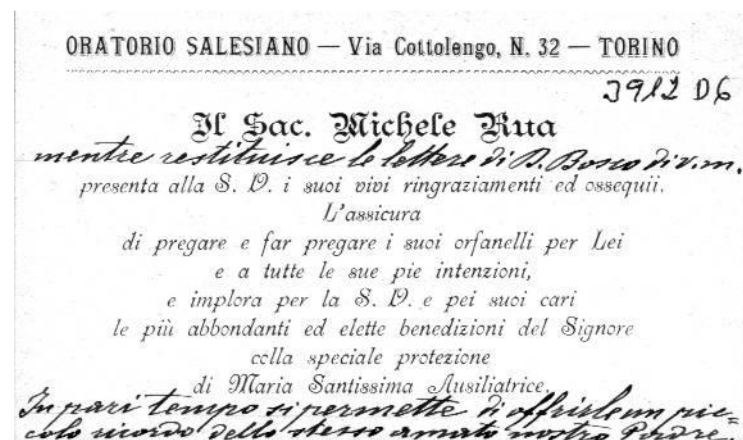 ORATORIO SALESIANO — Via Cottolengo, N. 32 — TORINO
3912 D6
Il Sac. Michele Rua
mentre restituisce le lettere di D. Bosco di v. m.
presenta alla S. V. i suoi vivi ringraziamenti ed ossequii.
L'assicura
di pregare e far pregare i suoi orfanelli per Lei
e a tutte le sue pie intenzioni,
e implora per la S. V. e pei suoi cari
le più abbondanti ed elette benedizioni del Signore
colla speciale protezione
di Maria Santissima Ausiliatrice.
In pari tempo si permette di offrirle un pic-
colo ricordo dello stesso amato nostro Padre